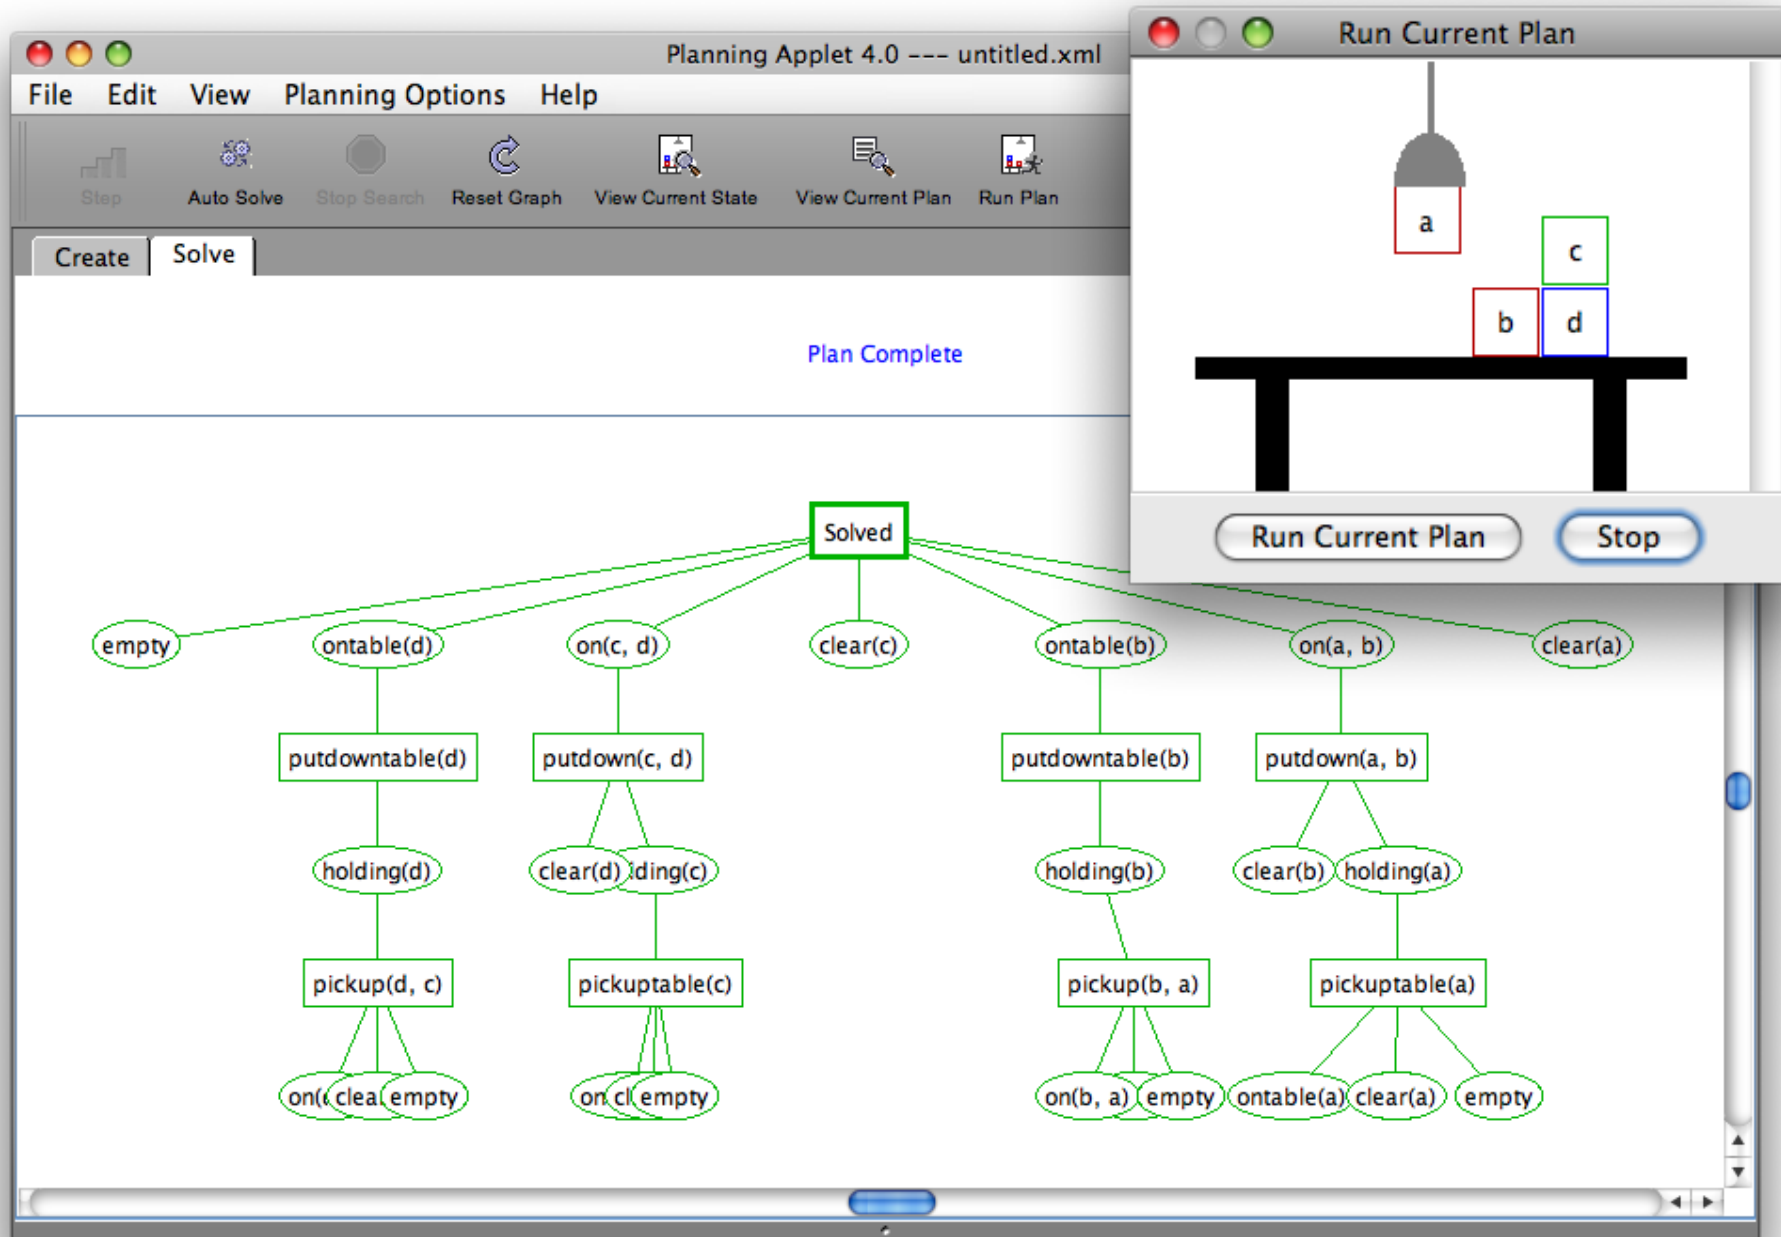 Planning Applet 4.0 --- untitled.xml
File Edit View Planning Options Help
Step Auto Solve Stop Search Reset Graph View Current State View Current Plan Run Plan
Create Solve
Plan Complete
Run Current Plan
a
c
b d
Run Current Plan Stop
Solved
empty ontable(d) on(c, d) clear(c) ontable(b) on(a, b) clear(a)
putdowntable(d) putdown(c, d) putdowntable(b) putdown(a, b)
holding(d) clear(d) holding(b) clear(b) holding(a)
pickup(d, c) pickuptable(c) pickup(b, a) pickuptable(a)
empty empty on(b, a) empty ontable(a) clear(a) empty